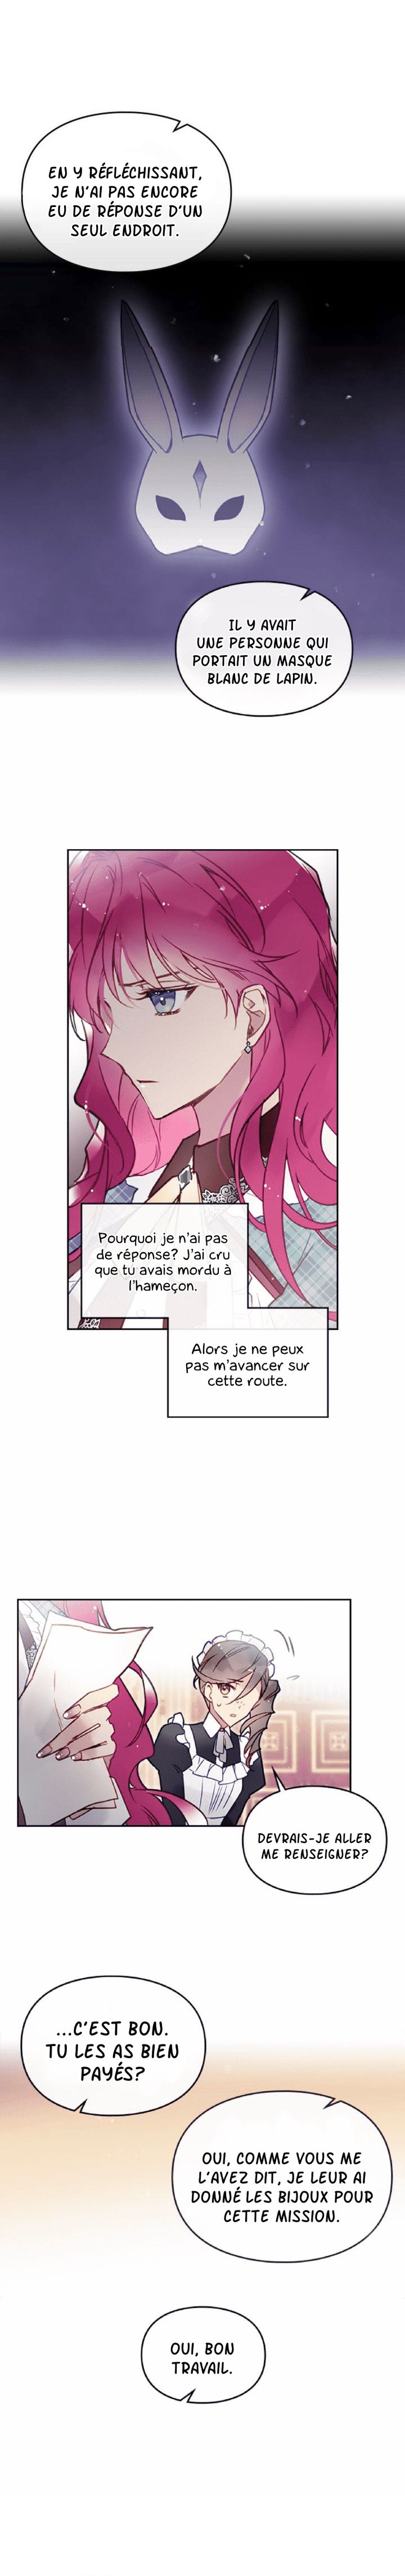 EN Y RÉFLÉCHISSANT,
JE N'AI PAS ENCORE
EU DE RÉPONSE D'UN
SEUL ENDROIT.
IL Y AVAIT
UNE PERSONNE QUI
PORTAIT UN MASQUE
BLANC DE LAPIN.
Pourquoi je n'ai pas
de réponse? J'ai cru
que tu avais mordu à
l'hameçon.
Alors je ne peux
pas m'avancer sur
cette route.
DEVRAIS-JE ALLER
ME RENSEIGNER?
...C'EST BON.
TU LES AS BIEN
PAYÉS?
OUI, COMME VOUS ME
L'AVEZ DIT, JE LEUR AI
DONNÉ LES BIJOUX POUR
CETTE MISSION.
OUI, BON
TRAVAIL.